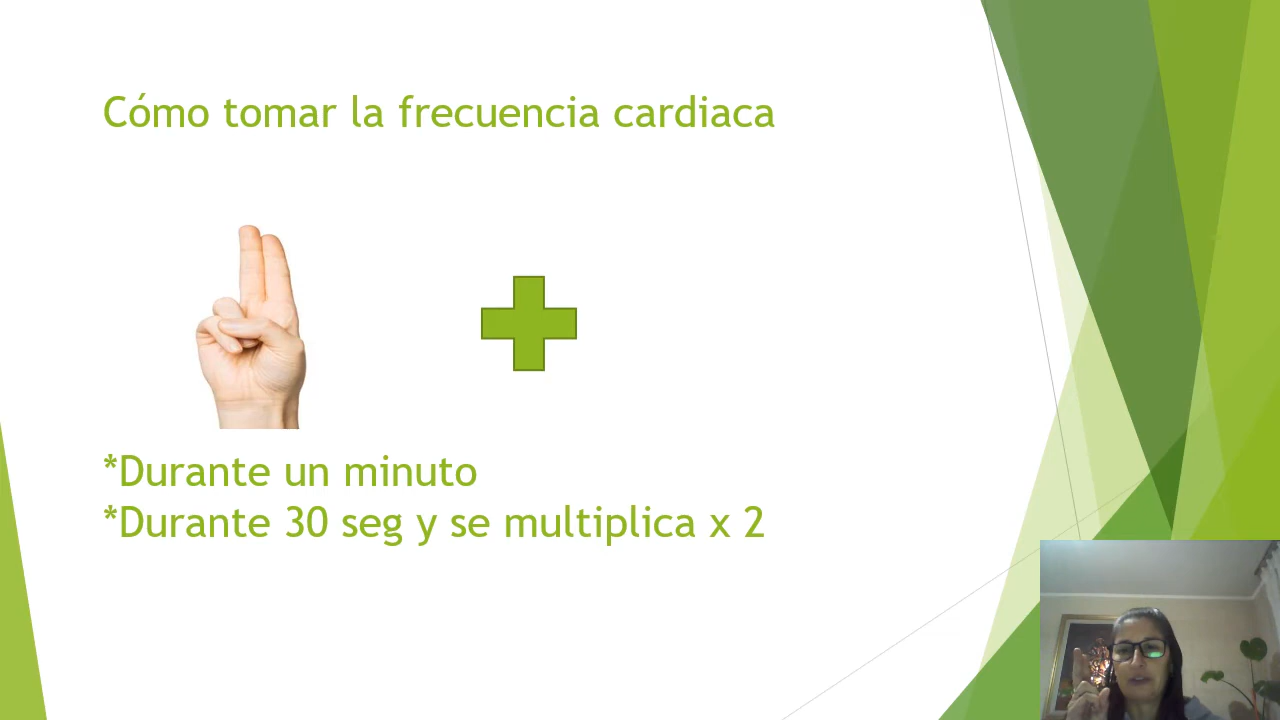 Cómo tomar la frecuencia cardiaca
*Durante un minuto
*Durante 30 seg y se multiplica x 2